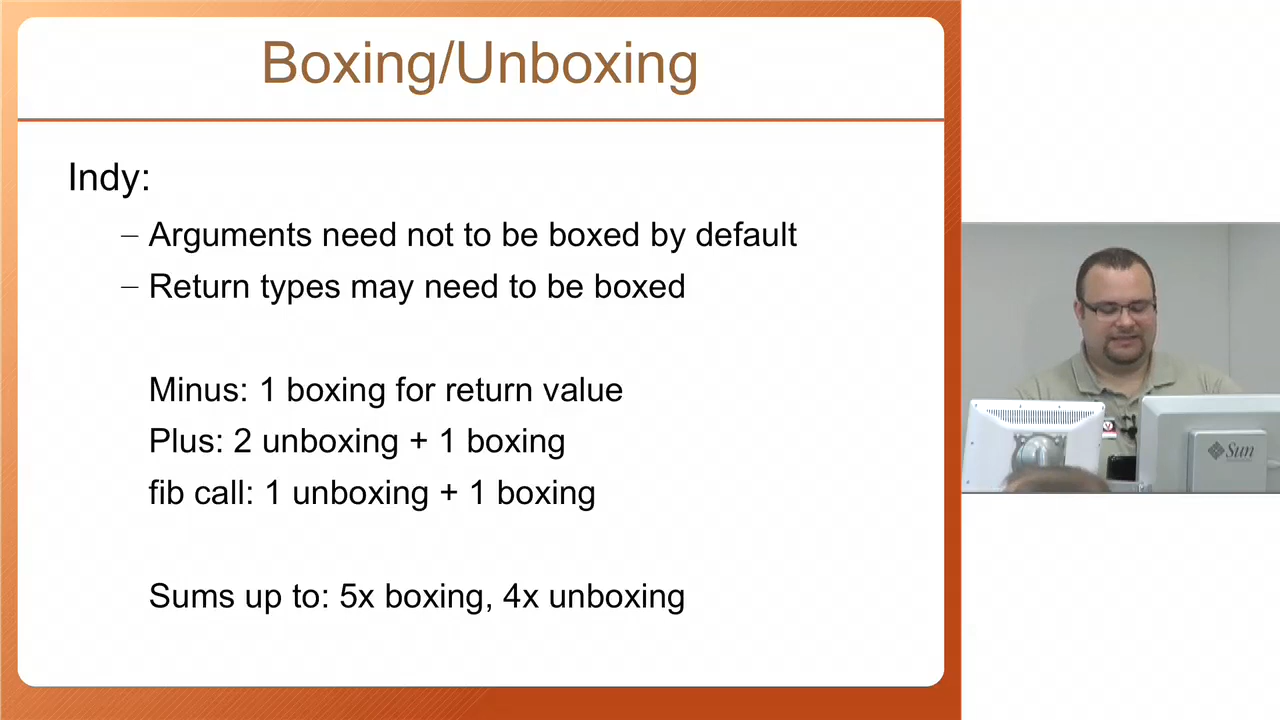 Boxing/Unboxing
Indy:
– Arguments need not to be boxed by default
– Return types may need to be boxed
Minus: 1 boxing for return value
Plus: 2 unboxing + 1 boxing
fib call: 1 unboxing + 1 boxing
Sums up to: 5x boxing, 4x unboxing
Sun